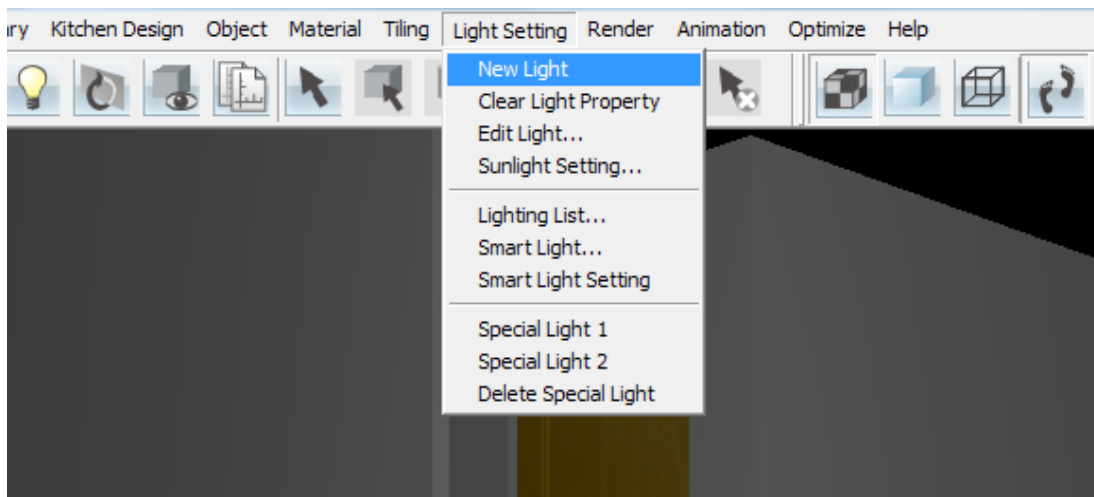 ry Kitchen Design Object Material Tiling Light Setting Render Animation Optimize Help
New Light
Clear Light Property
Edit Light...
Sunlight Setting...
Lighting List...
Smart Light...
Smart Light Setting
Special Light 1
Special Light 2
Delete Special Light